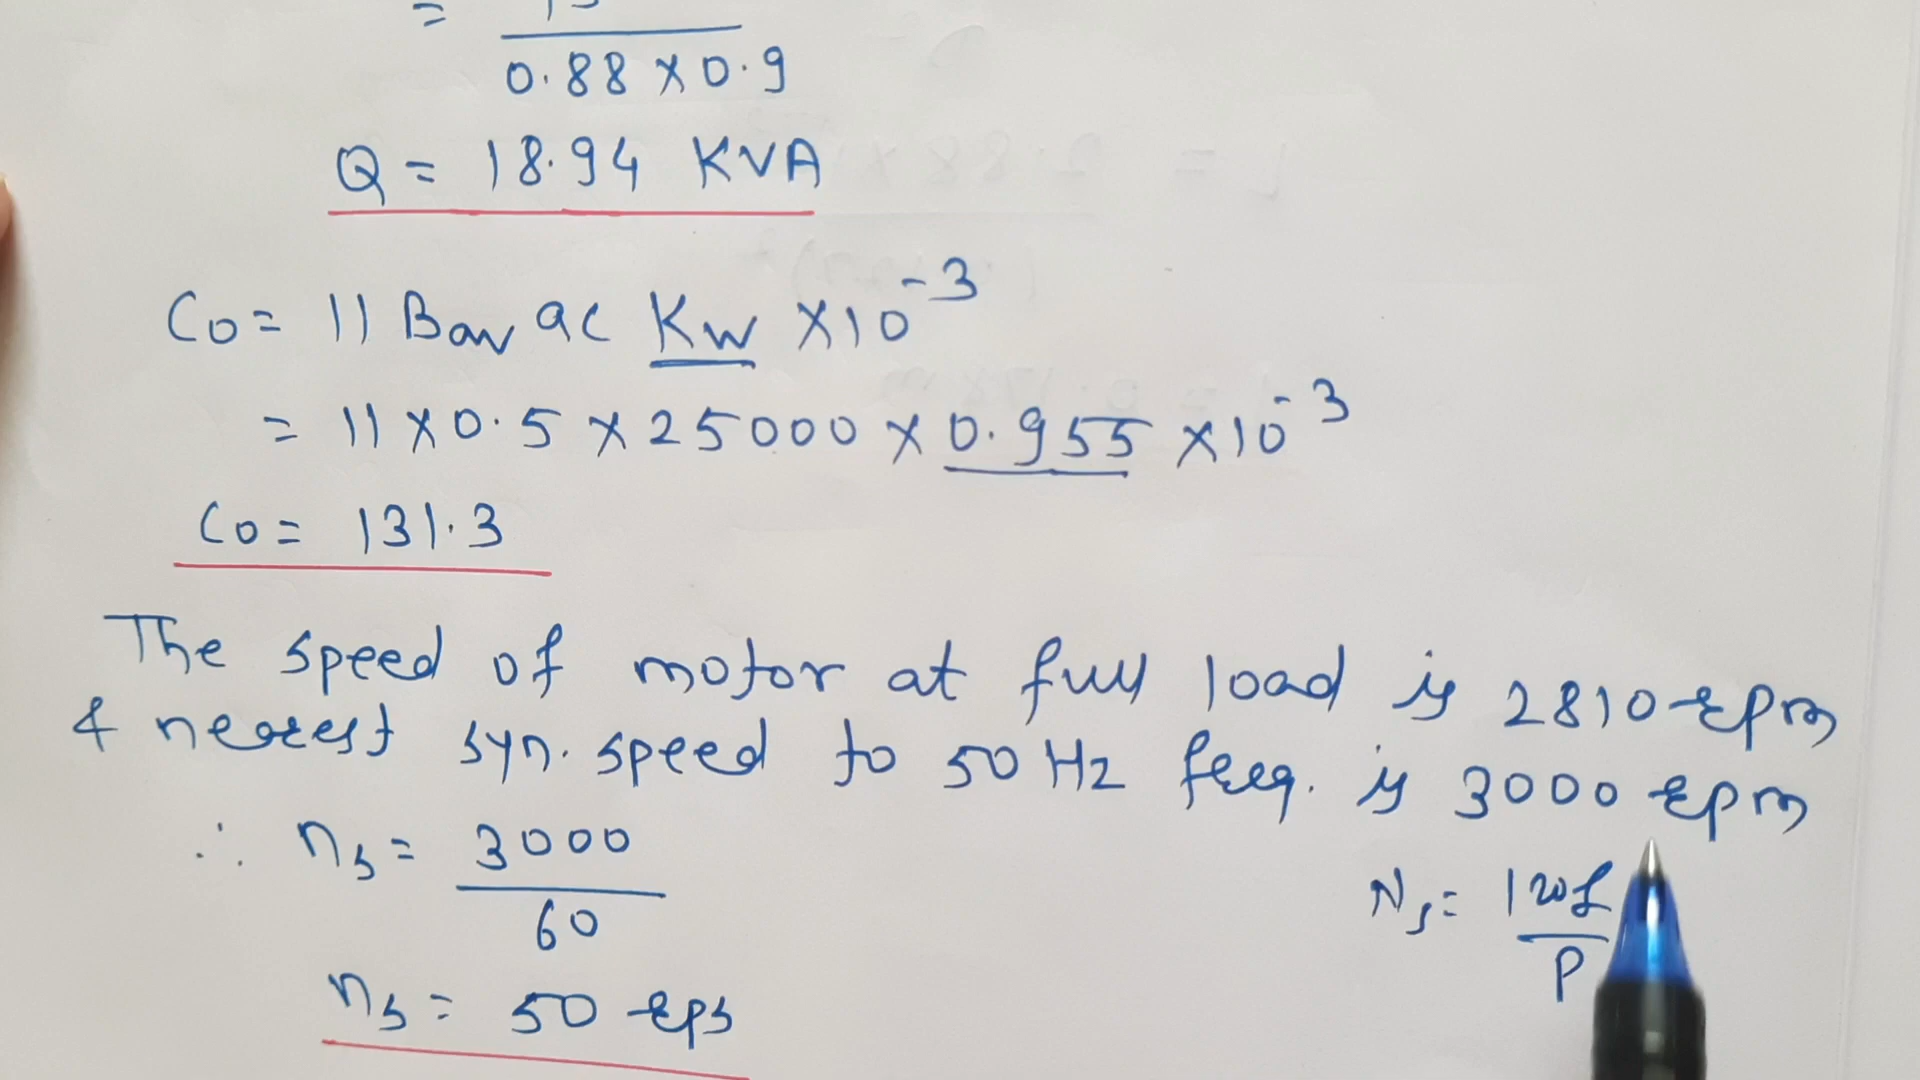 =
0.88 × 0.9
Q = 18.94 KVA
Co = 11 Bav ac Kw ×10⁻³
= 11 × 0.5 × 25000 × 0.955 ×10⁻³
Co = 131.3
The speed of motor at full load is 2810 rpm
& nearest syn. speed to 50 Hz freq. is 3000 rpm
∴ ns = 3000
60
Ns = 120f
P
ns = 50 rps